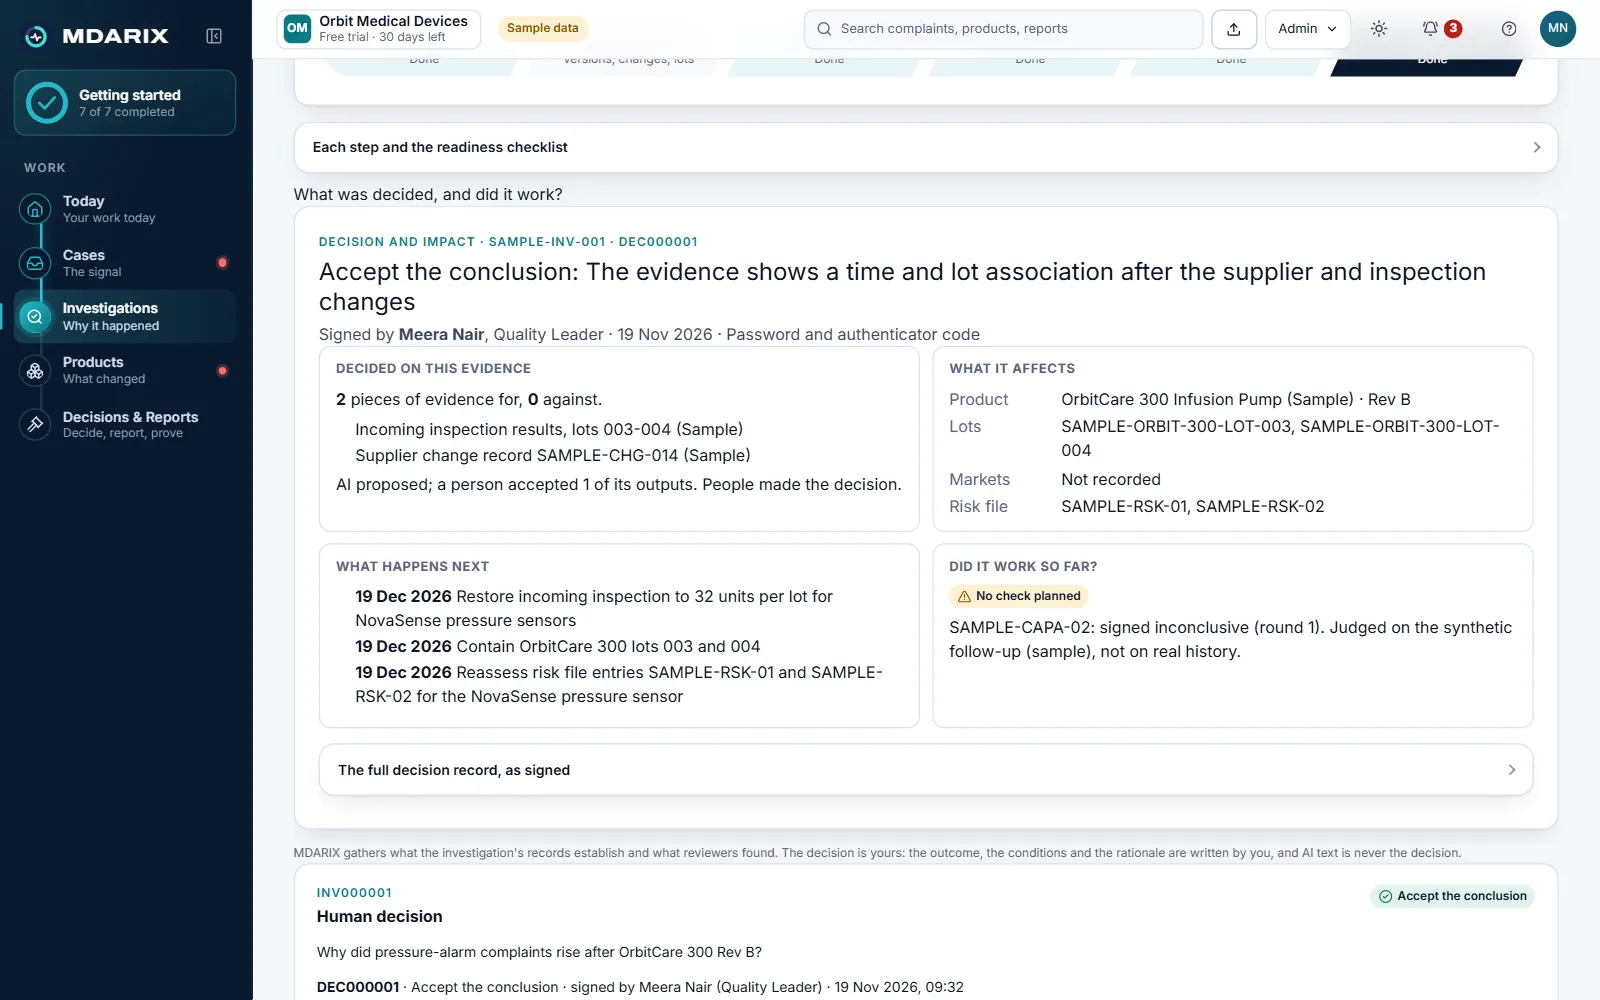 MDARIX
Getting started
7 of 7 completed
WORK
Today
Your work today
Cases
The signal
Investigations
Why it happened
Products
What changed
Decisions & Reports
Decide, report, prove
OM
Orbit Medical Devices
Free trial · 30 days left
Sample data
Search complaints, products, reports
Admin
3
MN
Done
versions, changes, lots
Done
Done
Done
Done
Each step and the readiness checklist
What was decided, and did it work?
DECISION AND IMPACT · SAMPLE-INV-001 · DEC000001
Accept the conclusion: The evidence shows a time and lot association after the supplier and inspection
changes
Signed by Meera Nair, Quality Leader · 19 Nov 2026 · Password and authenticator code
DECIDED ON THIS EVIDENCE
2 pieces of evidence for, 0 against.
Incoming inspection results, lots 003-004 (Sample)
Supplier change record SAMPLE-CHG-014 (Sample)
AI proposed; a person accepted 1 of its outputs. People made the decision.
WHAT IT AFFECTS
Product OrbitCare 300 Infusion Pump (Sample) · Rev B
Lots SAMPLE-ORBIT-300-LOT-003, SAMPLE-ORBIT-300-LOT-
004
Markets Not recorded
Risk file SAMPLE-RSK-01, SAMPLE-RSK-02
WHAT HAPPENS NEXT
19 Dec 2026 Restore incoming inspection to 32 units per lot for
NovaSense pressure sensors
19 Dec 2026 Contain OrbitCare 300 lots 003 and 004
19 Dec 2026 Reassess risk file entries SAMPLE-RSK-01 and SAMPLE-
RSK-02 for the NovaSense pressure sensor
DID IT WORK SO FAR?
No check planned
SAMPLE-CAPA-02: signed inconclusive (round 1). Judged on the synthetic
follow-up (sample), not on real history.
The full decision record, as signed
MDARIX gathers what the investigation's records establish and what reviewers found. The decision is yours: the outcome, the conditions and the rationale are written by you, and AI text is never the decision.
INV000001
Accept the conclusion
Human decision
Why did pressure-alarm complaints rise after OrbitCare 300 Rev B?
DEC000001 · Accept the conclusion · signed by Meera Nair (Quality Leader) · 19 Nov 2026, 09:32